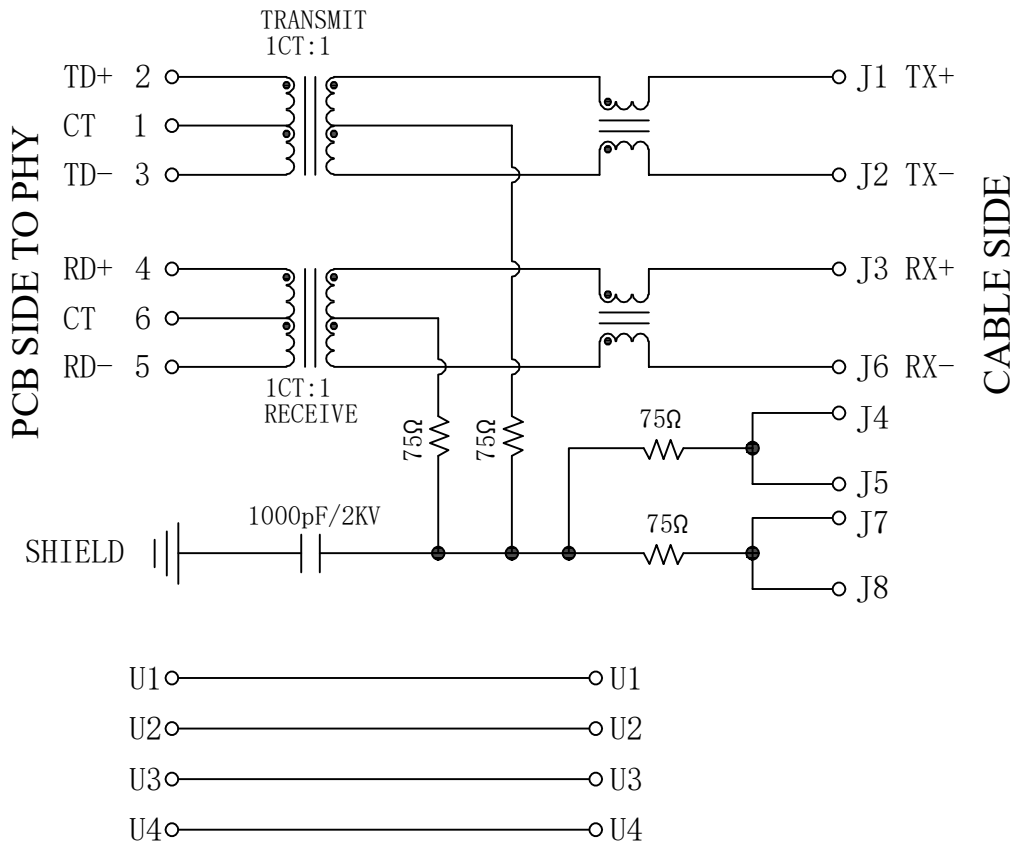 TRANSMIT
1CT:1
TD+ 2
CT 1
TD- 3
J1 TX+
J2 TX-
PCB SIDE TO PHY
CABLE SIDE
RD+ 4
CT 6
RD- 5
J3 RX+
J6 RX-
1CT:1
RECEIVE
75Ω
75Ω
75Ω
J4
J5
1000pF/2KV
75Ω
J7
SHIELD
J8
U1 U1
U2 U2
U3 U3
U4 U4